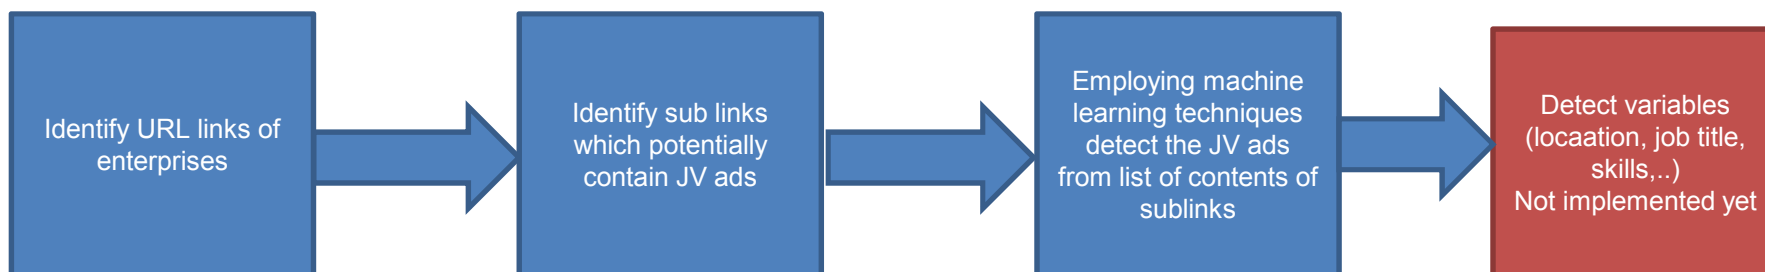 Identify URL links of
enterprises
Identify sub links
which potentially
contain JV ads
Employing machine
learning techniques
detect the JV ads
from list of contents of
sublinks
Detect variables
(locaation, job title,
skills,..)
Not implemented yet